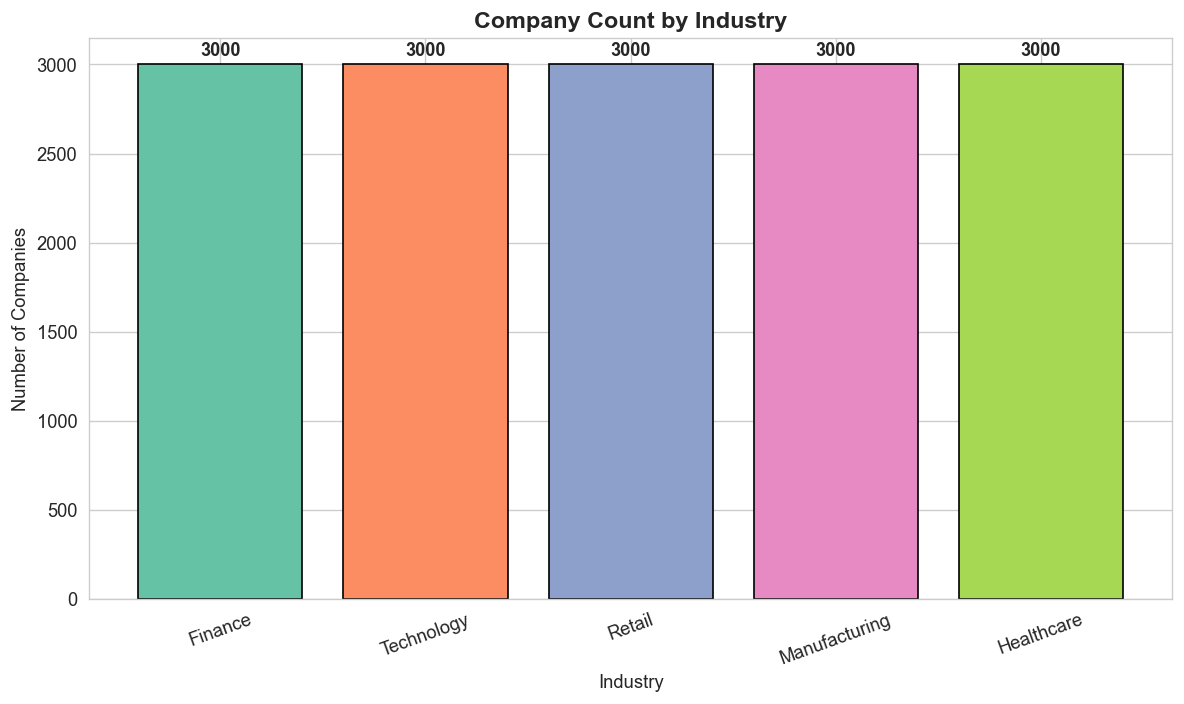 Company Count by Industry
3000 3000 3000 3000 3000
3000
2500
2000
1500
1000
500
0
Number of Companies
Finance Technology Retail Manufacturing Healthcare
Industry